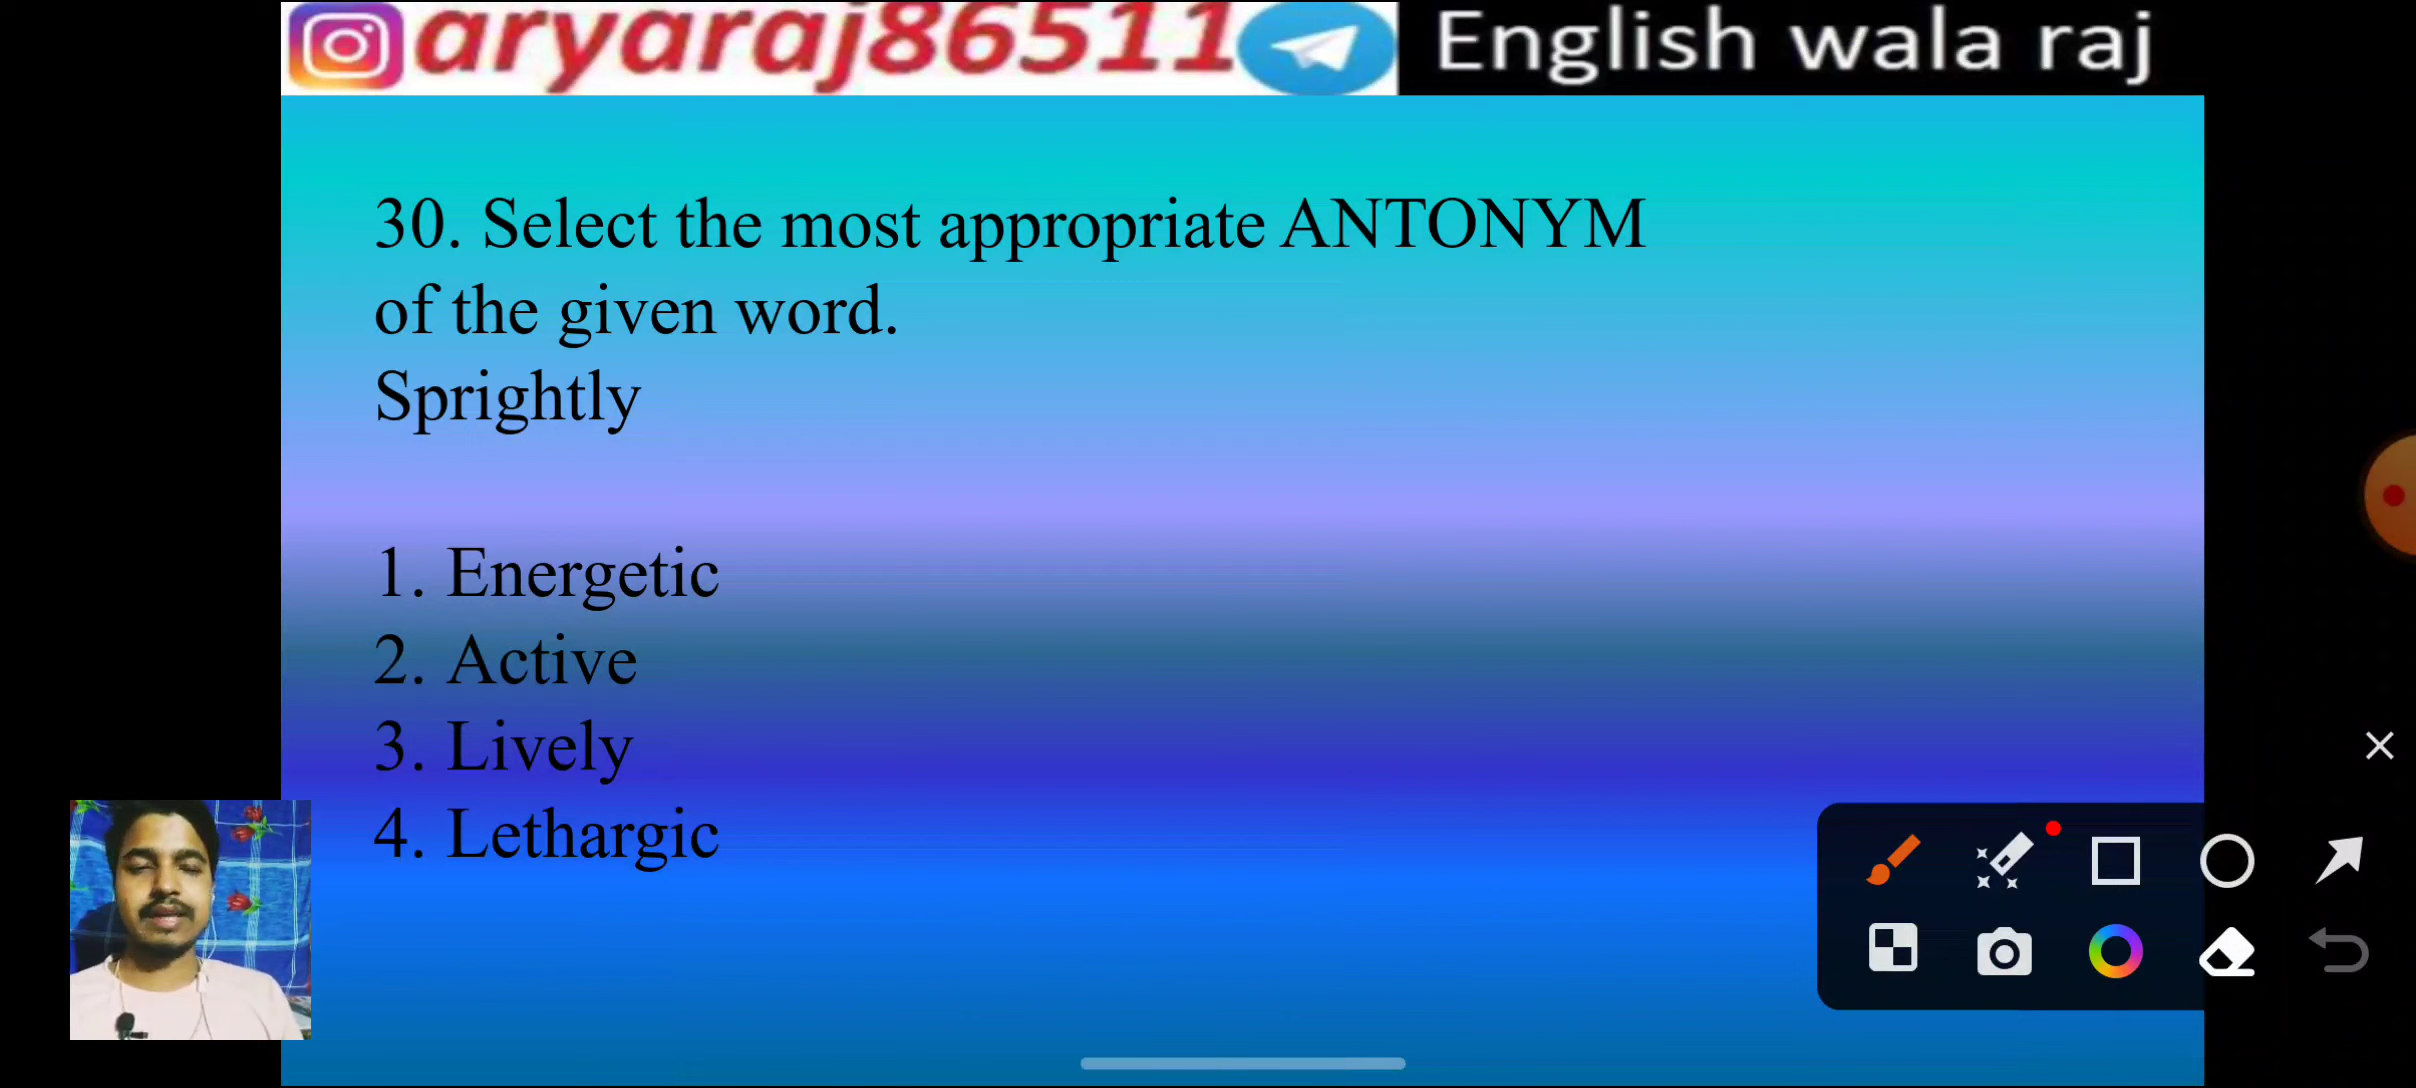 aryaraj86511 English wala raj
30. Select the most appropriate ANTONYM
of the given word.
Sprightly
1. Energetic
2. Active
3. Lively
4. Lethargic